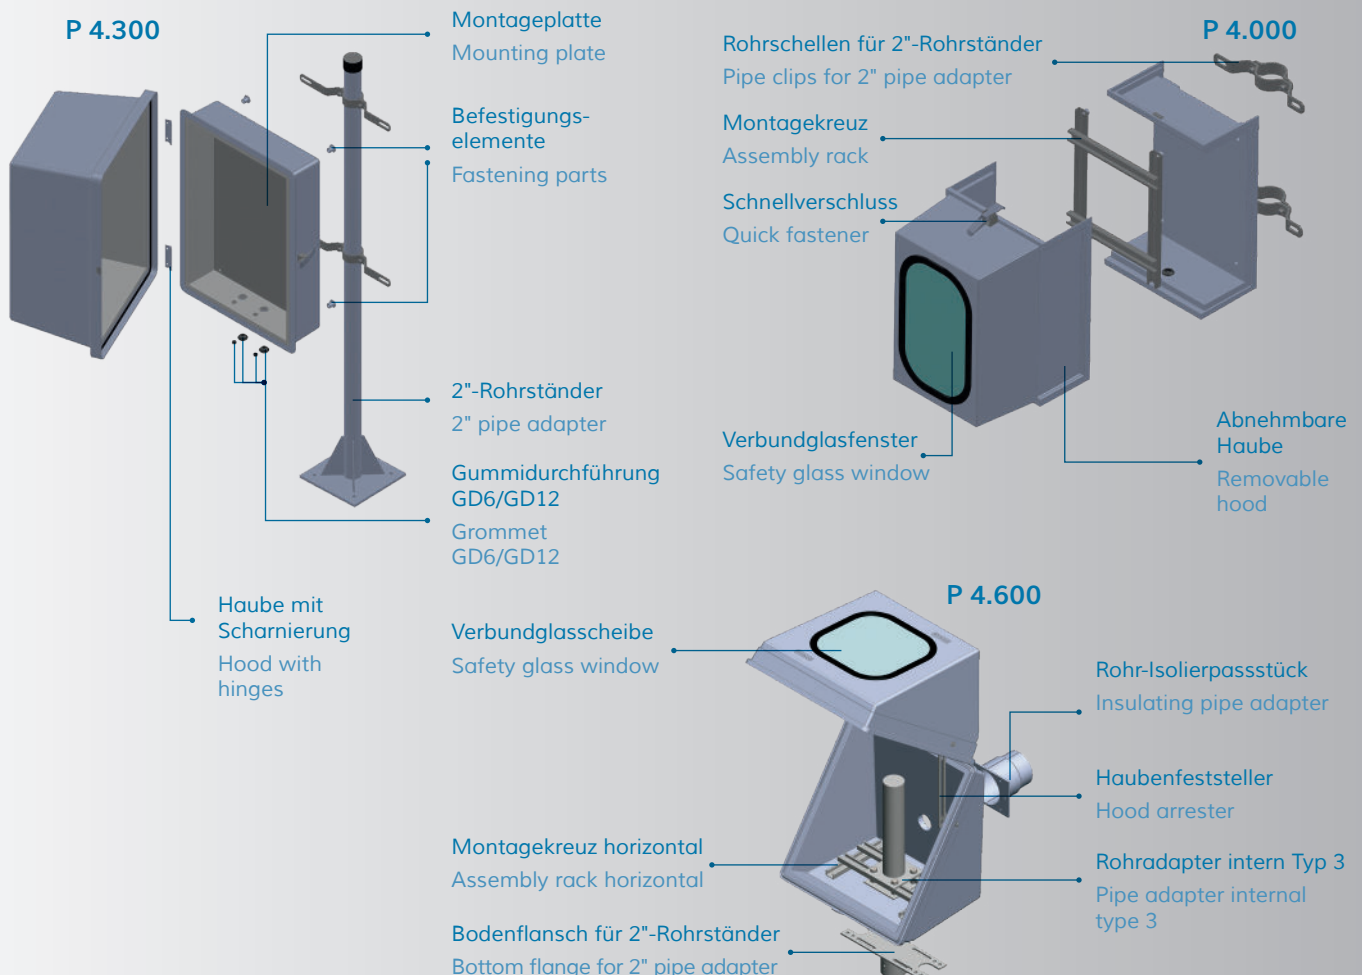 P 4.300
Montageplatte
Mounting plate
Befestigungs-
elemente
Fastening parts
2"-Rohrständer
2" pipe adapter
Gummidurchführung
GD6/GD12
Grommet
GD6/GD12
Haube mit
Scharnierung
Hood with
hinges
P 4.000
Rohrschellen für 2"-Rohrständer
Pipe clips for 2" pipe adapter
Montagekreuz
Assembly rack
Schnellverschluss
Quick fastener
Verbundglasfenster
Safety glass window
Abnehmbare
Haube
Removable
hood
P 4.600
Verbundglasscheibe
Safety glass window
Rohr-Isolierpassstück
Insulating pipe adapter
Haubenfeststeller
Hood arrester
Montagekreuz horizontal
Assembly rack horizontal
Rohradapter intern Typ 3
Pipe adapter internal
type 3
Bodenflansch für 2"-Rohrständer
Bottom flange for 2" pipe adapter